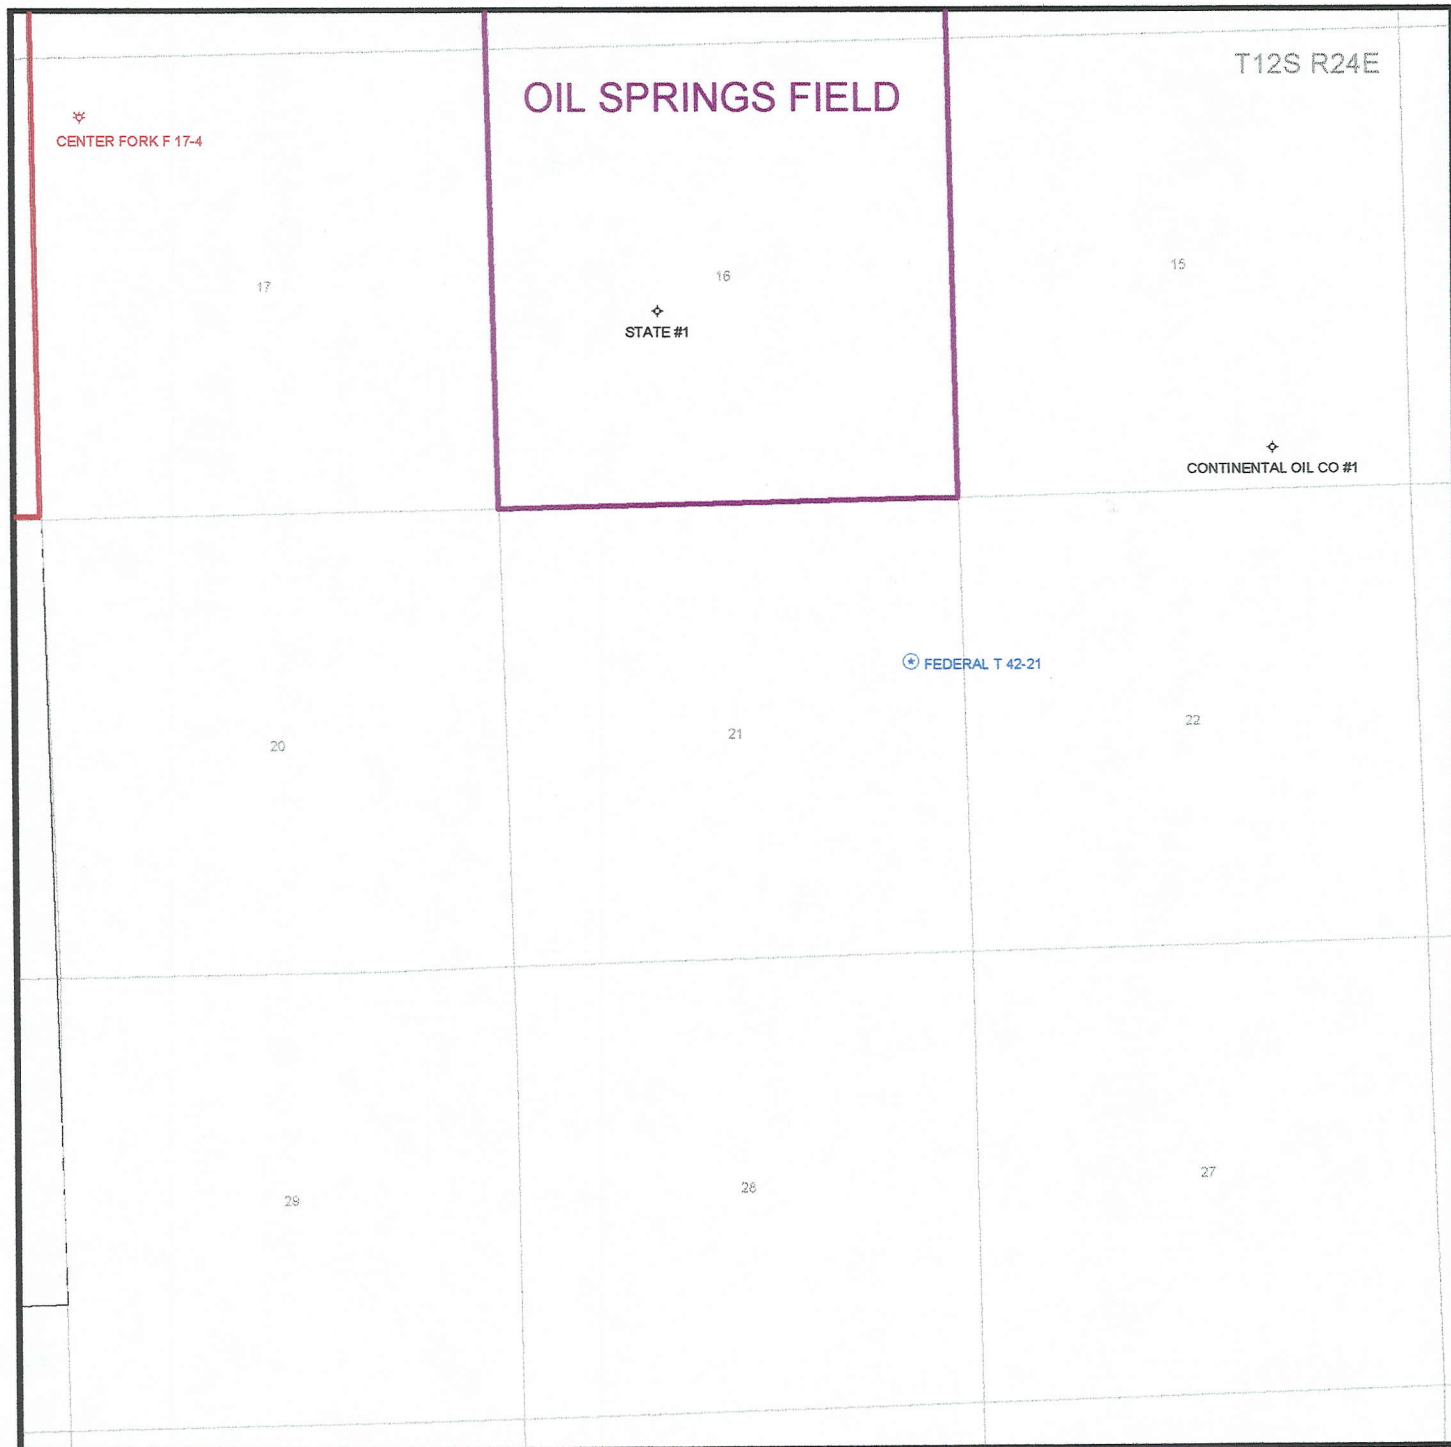 T12S R24E
OIL SPRINGS FIELD
CENTER FORK F 17-4
15
16
17
STATE #1
CONTINENTAL OIL CO #1
FEDERAL T 42-21
20
21
22
29
28
27